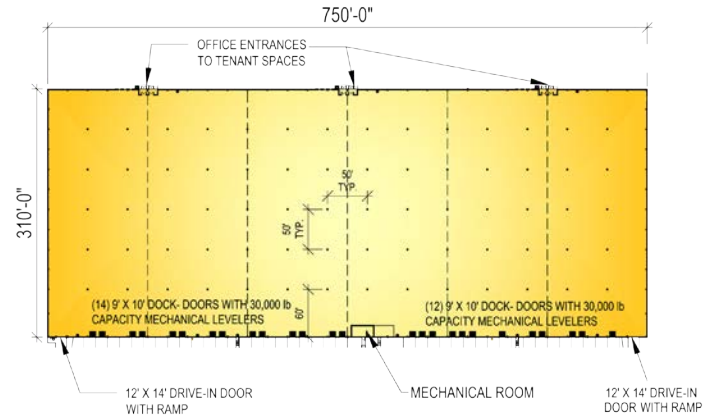 750'-0"
OFFICE ENTRANCES
TO TENANT SPACES
310'-0"
50'
TYP.
50'
TYP.
60'
(14) 9' X 10' DOCK- DOORS WITH 30,000 lb
CAPACITY MECHANICAL LEVELERS
(12) 9' X 10' DOCK- DOORS WITH 30,000 lb
CAPACITY MECHANICAL LEVELERS
12' X 14' DRIVE-IN DOOR
WITH RAMP
MECHANICAL ROOM
12' X 14' DRIVE-IN
DOOR WITH RAMP